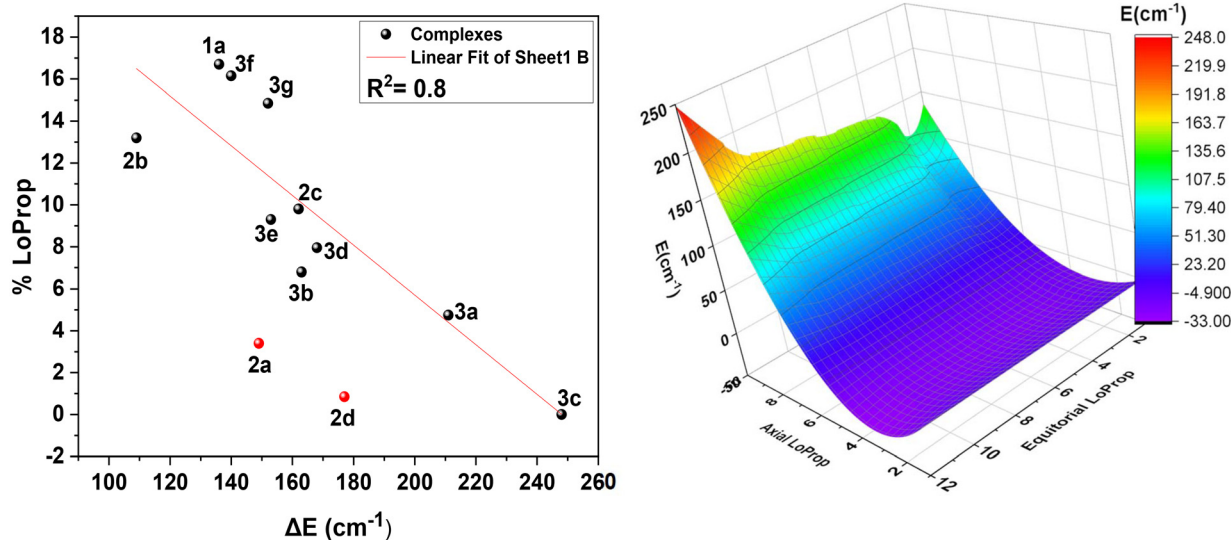 18
16
14
12
10
8
6
4
2
0
-2
% LoProp
100
120
140
160
180
200
220
240
260
ΔE (cm-1)
Complexes
Linear Fit of Sheet1 B
R2= 0.8
1a
3f
3g
2b
2c
3e
3d
3b
3a
2a
2d
3c
250
200
150
100
50
0
E(cm-1)
8
6
4
2
Axial LoProp
12
10
8
6
4
2
Equitorial LoProp
E(cm-1)
248.0
219.9
191.8
163.7
135.6
107.5
79.40
51.30
23.20
-4.900
-33.00